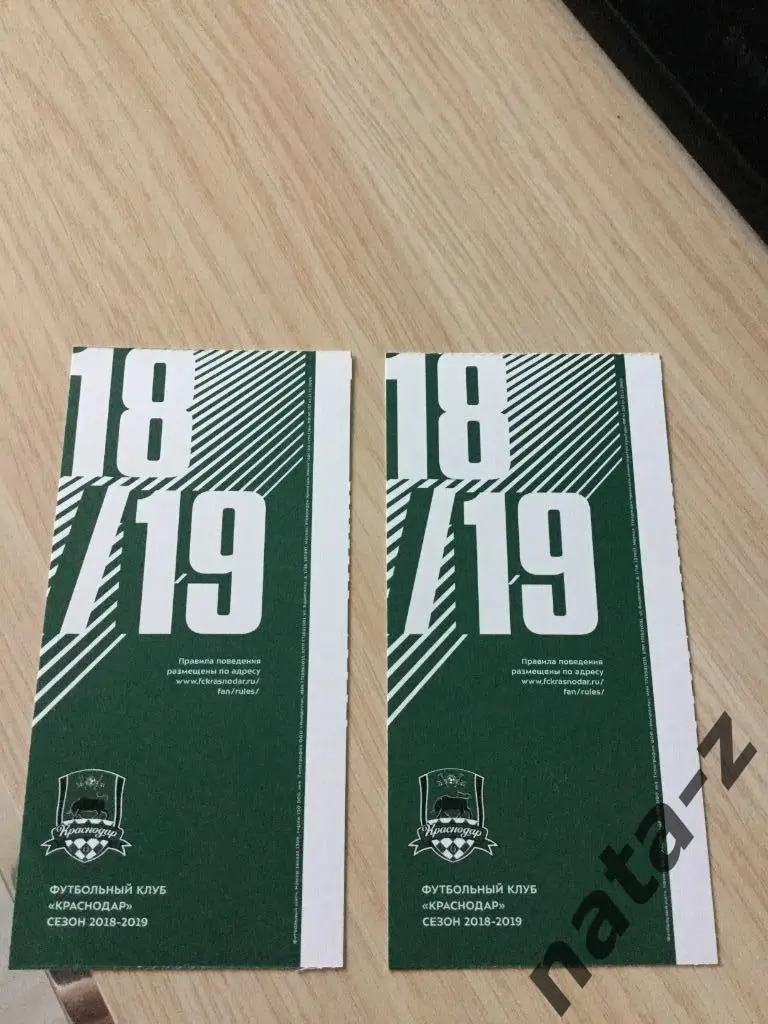 18
/19
Правила поведения
размещены по адресу
www.fckrasnodar.ru/
fan/rules/
Краснодар
ФУТБОЛЬНЫЙ КЛУБ
«КРАСНОДАР»
СЕЗОН 2018-2019
18
/19
Правила поведения
размещены по адресу
www.fckrasnodar.ru/
fan/rules/
Краснодар
ФУТБОЛЬНЫЙ КЛУБ
«КРАСНОДАР»
СЕЗОН 2018-2019
nata-z